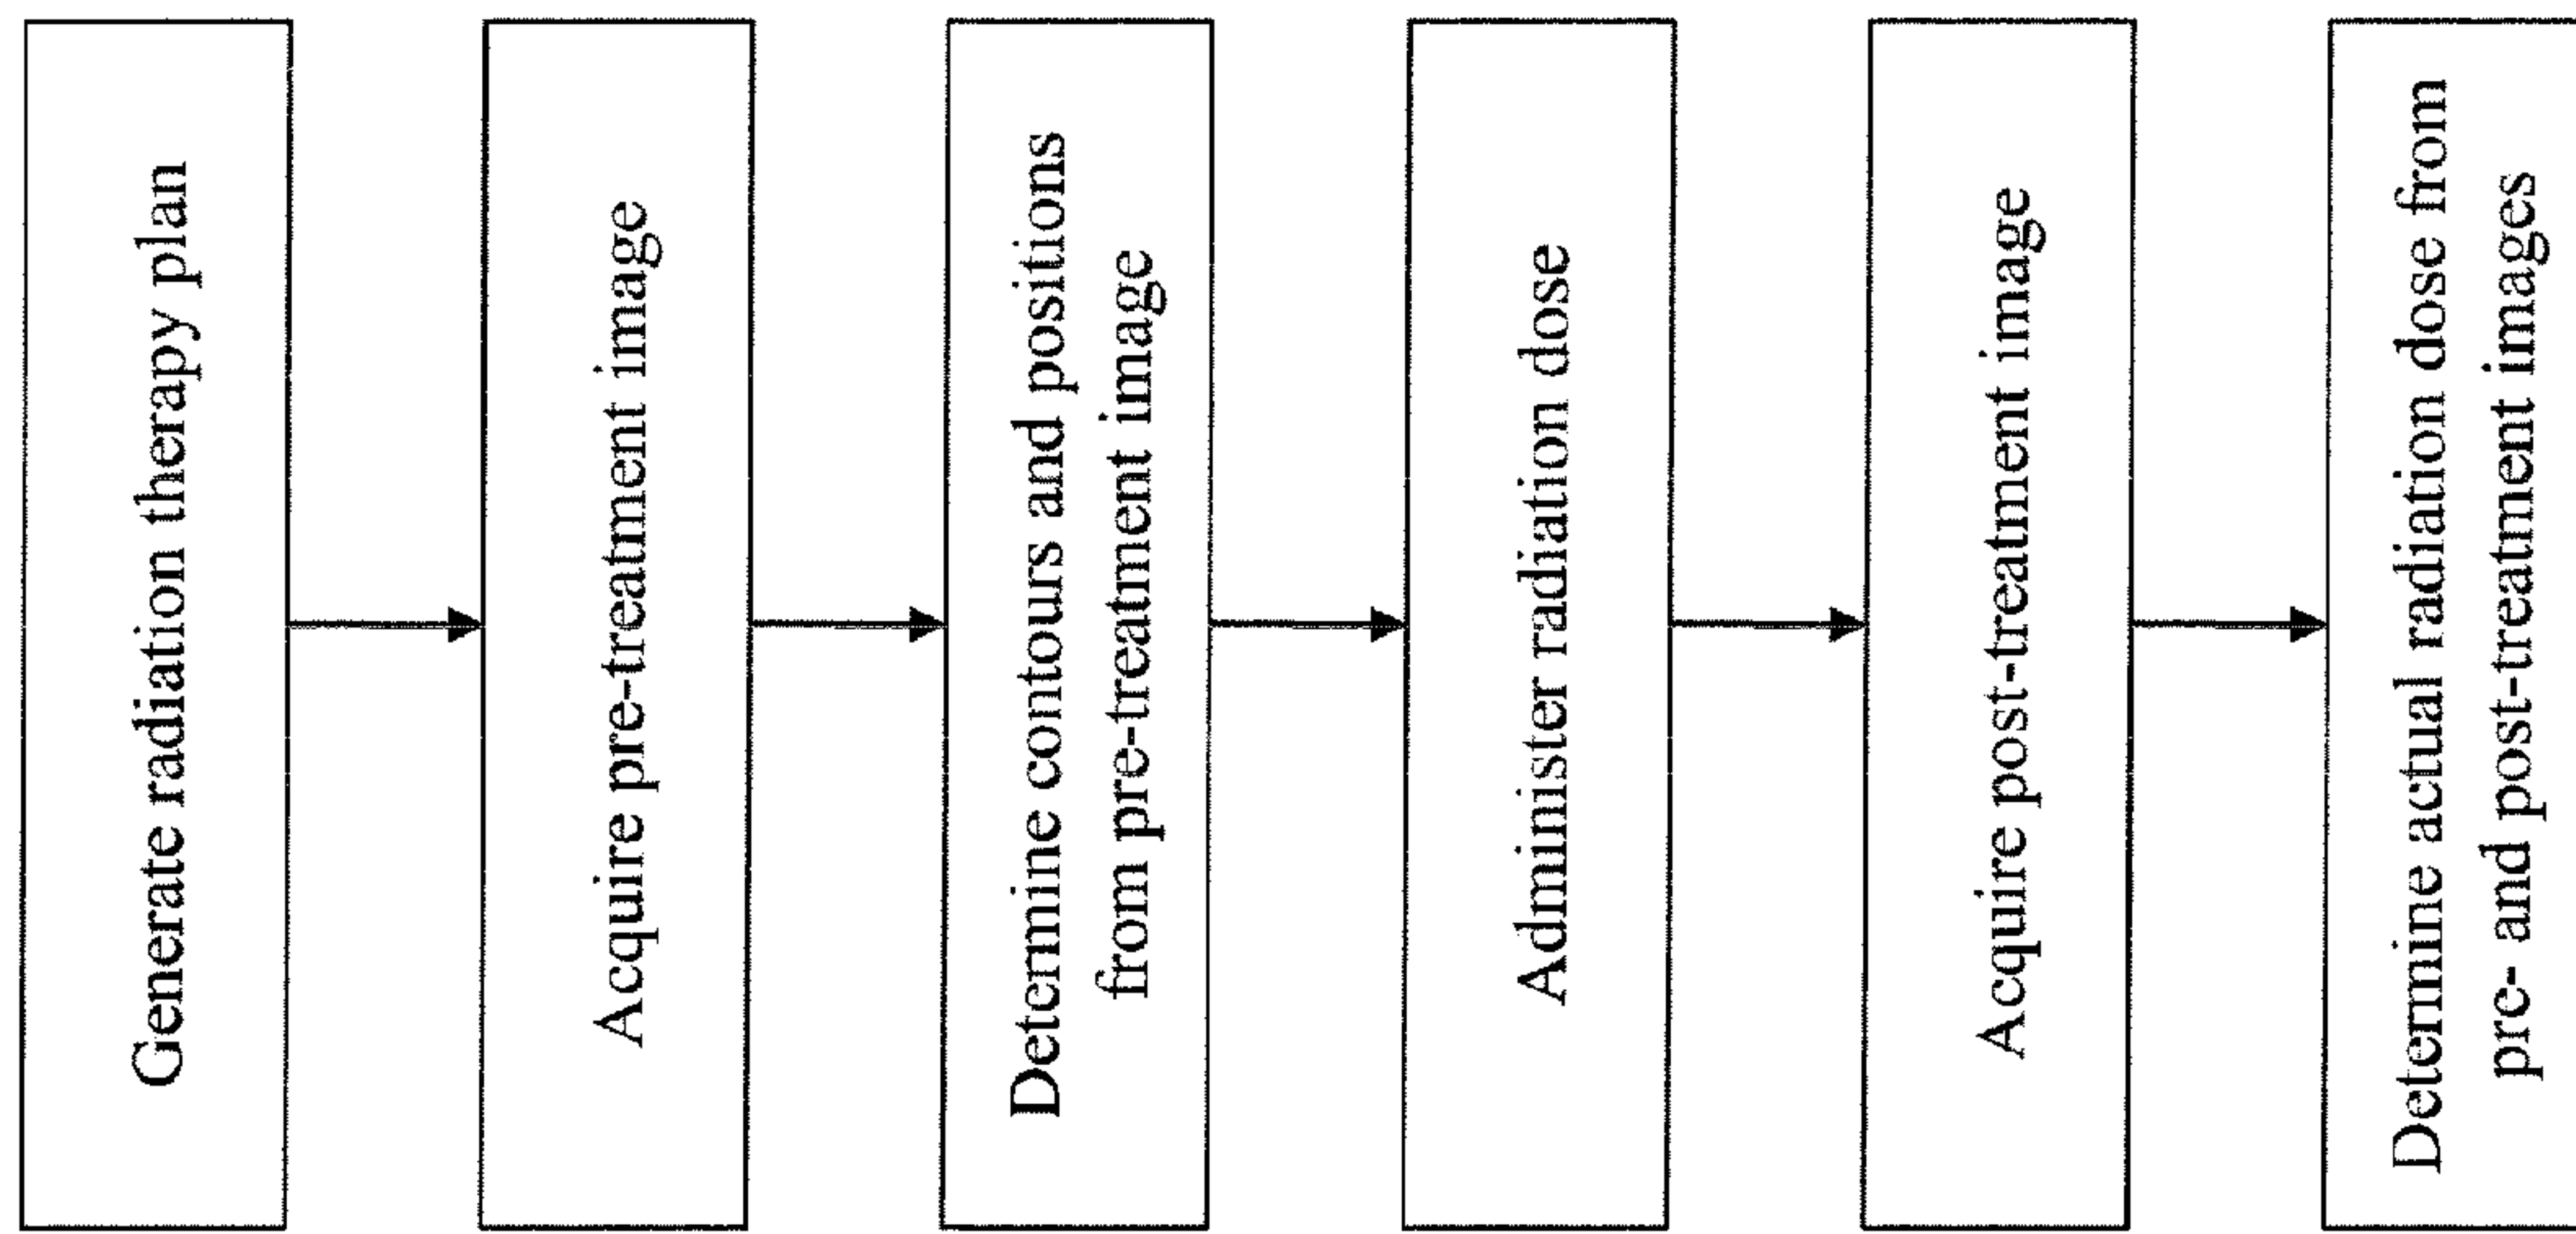 Generate radiation therapy plan
Acquire pre-treatment image
Determine contours and positions
from pre-treatment image
Administer radiation dose
Acquire post-treatment image
Determine actual radiation dose from
pre- and post-treatment images